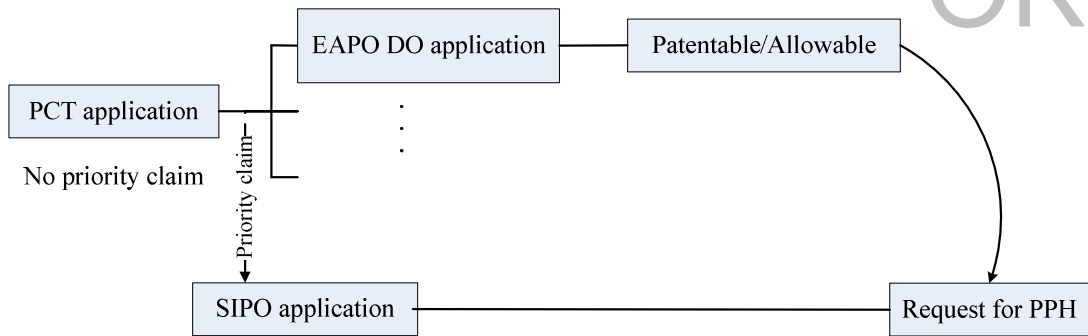 EAPO DO application
Patentable/Allowable
PCT application
No priority claim
Priority claim
SIPO application
Request for PPH